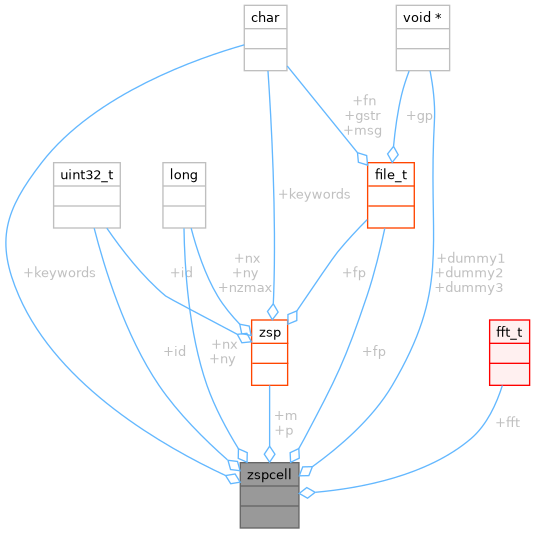 char
void *
+fn
+gstr
+msg
+gp
uint32_t
long
file_t
+keywords
+dummy1
+dummy2
+dummy3
+keywords
+id
+nx
+ny
+nzmax
+fp
zsp
fft_t
+id
+nx
+ny
+fp
+m
+p
+fft
zspcell